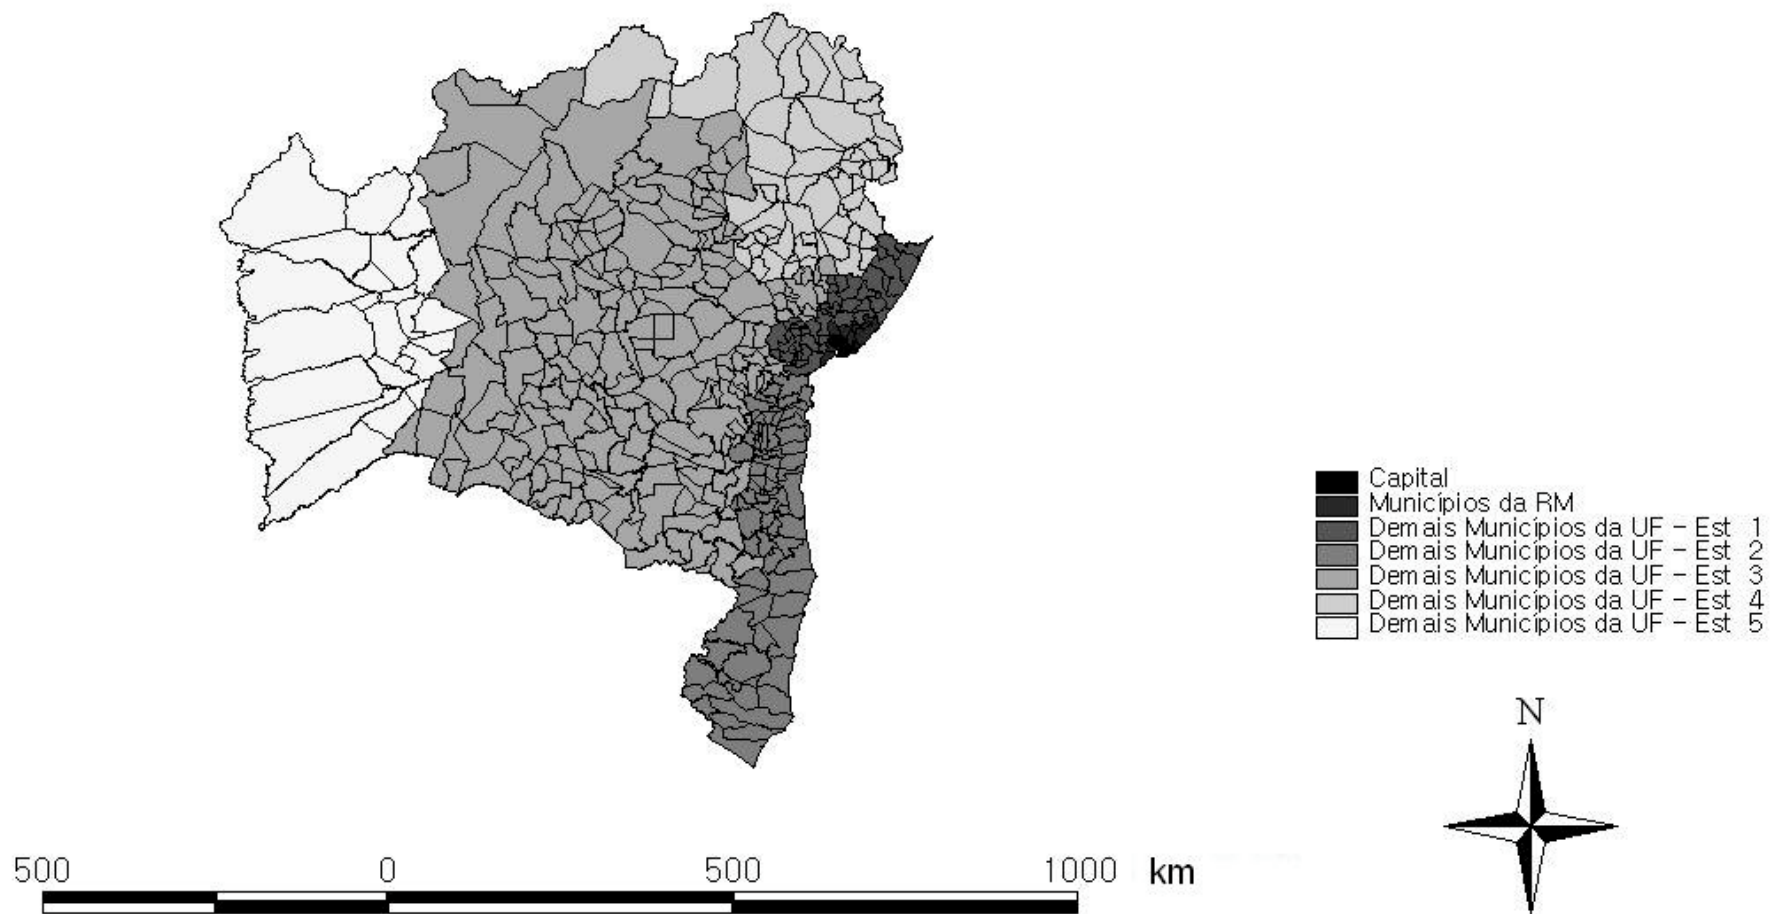 Capital
Municípios da RM
Demais Municípios da UF - Est 1
Demais Municípios da UF - Est 2
Demais Municípios da UF - Est 3
Demais Municípios da UF - Est 4
Demais Municípios da UF - Est 5
N
500 0 500 1000 km